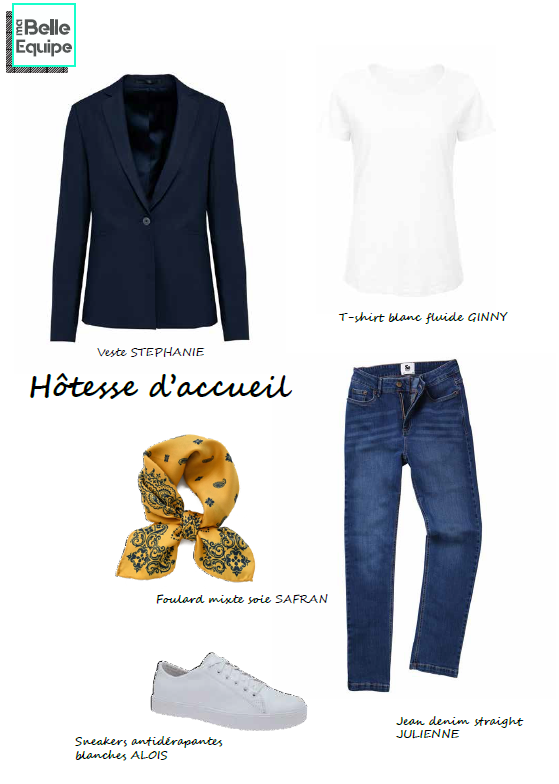 ma
Belle
Equipe
T-shirt blanc fluide GINNY
Veste STEPHANIE
Hôtesse d'accueil
Foulard mixte soie SAFRAN
Jean denim straight
JULIENNE
Sneakers antidérapantes
blanches ALOIS